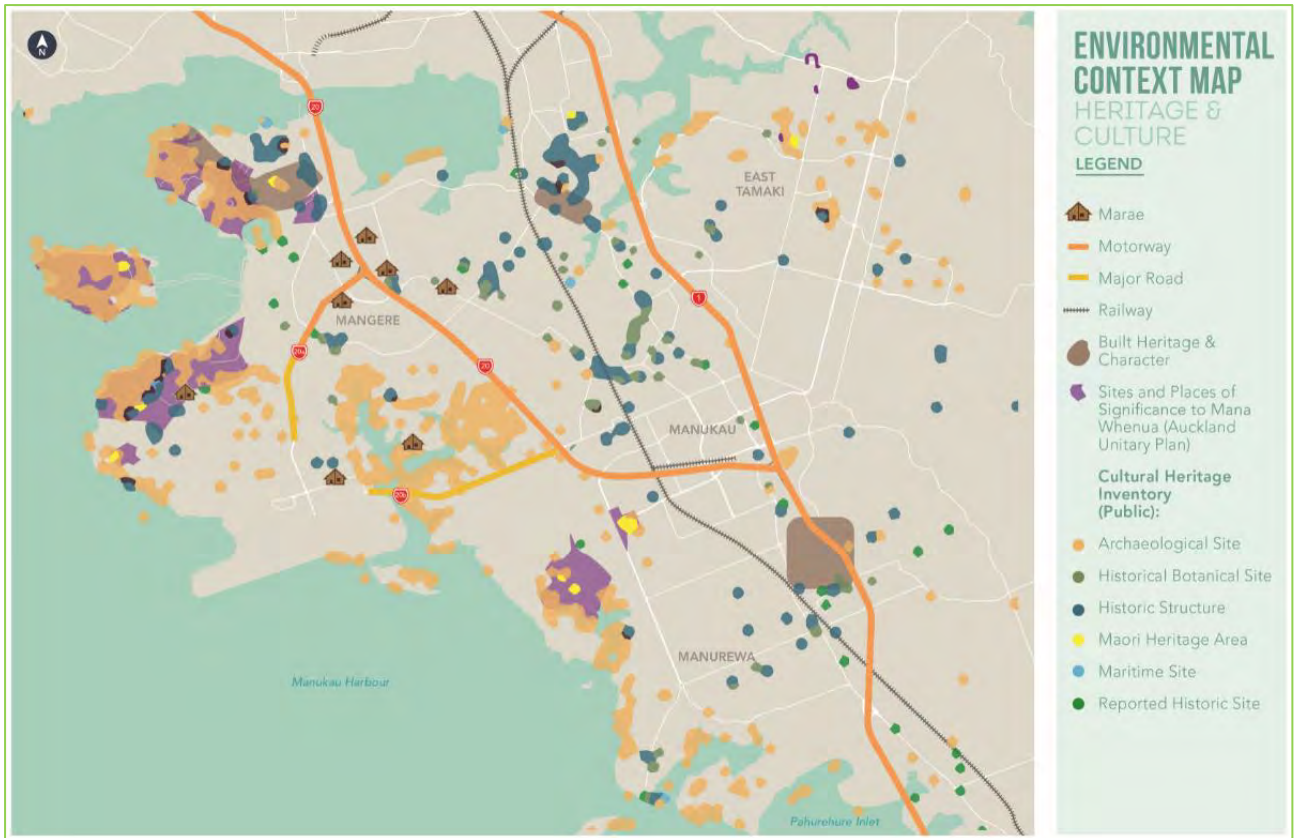 N
20
1
20A
20
20B
EAST
TAMAKI
MANGERE
MANUKAU
MANUREWA
Manukau Harbour
Pahurehure Inlet
ENVIRONMENTAL
CONTEXT MAP
HERITAGE &
CULTURE
LEGEND
Marae
Motorway
Major Road
Railway
Built Heritage &
Character
Sites and Places of
Significance to Mana
Whenua (Auckland
Unitary Plan)
Cultural Heritage
Inventory
(Public):
Archaeological Site
Historical Botanical Site
Historic Structure
Maori Heritage Area
Maritime Site
Reported Historic Site